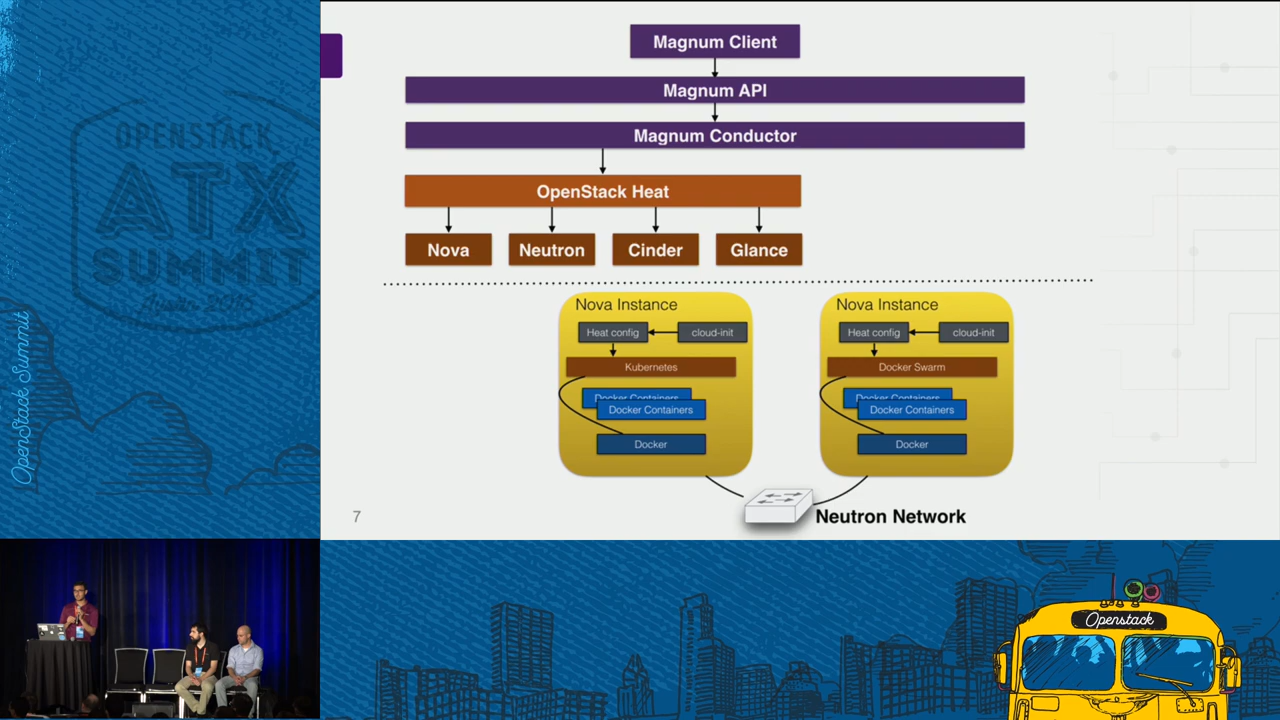 OPENSTACK
ATX
SUMMIT
Austin
OpenStack Summit
Magnum Client
Magnum API
Magnum Conductor
OpenStack Heat
Nova Neutron Cinder Glance
Nova Instance
Heat config cloud-init
Kubernetes
Docker Containers
Docker Containers
Docker
Nova Instance
Heat config cloud-init
Docker Swarm
Docker Containers
Docker Containers
Docker
Neutron Network
7
Openstack